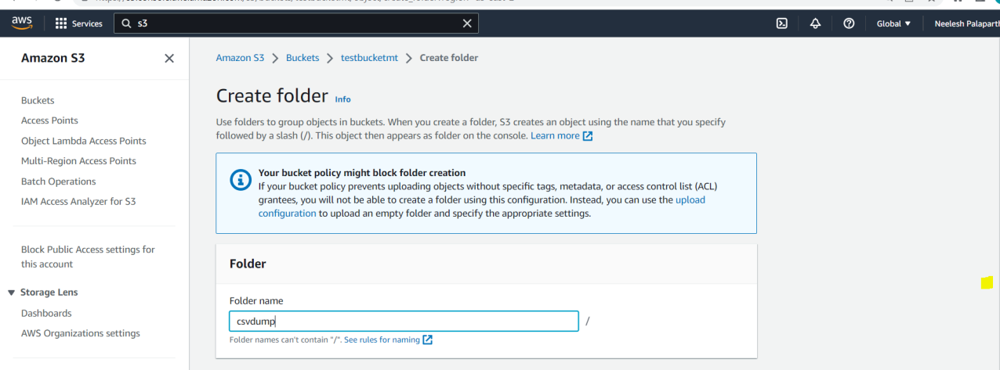 aws
Services
s3
Global ▼
Neelesh Palaparth
Amazon S3
Buckets
Access Points
Object Lambda Access Points
Multi-Region Access Points
Batch Operations
IAM Access Analyzer for S3
Block Public Access settings for
this account
▼ Storage Lens
Dashboards
AWS Organizations settings
Amazon S3 > Buckets > testbucketmt > Create folder
Create folder Info
Use folders to group objects in buckets. When you create a folder, S3 creates an object using the name that you specify
followed by a slash (/). This object then appears as folder on the console. Learn more
Your bucket policy might block folder creation
If your bucket policy prevents uploading objects without specific tags, metadata, or access control list (ACL)
grantees, you will not be able to create a folder using this configuration. Instead, you can use the upload
configuration to upload an empty folder and specify the appropriate settings.
Folder
Folder name
csvdump /
Folder names can't contain "/". See rules for naming